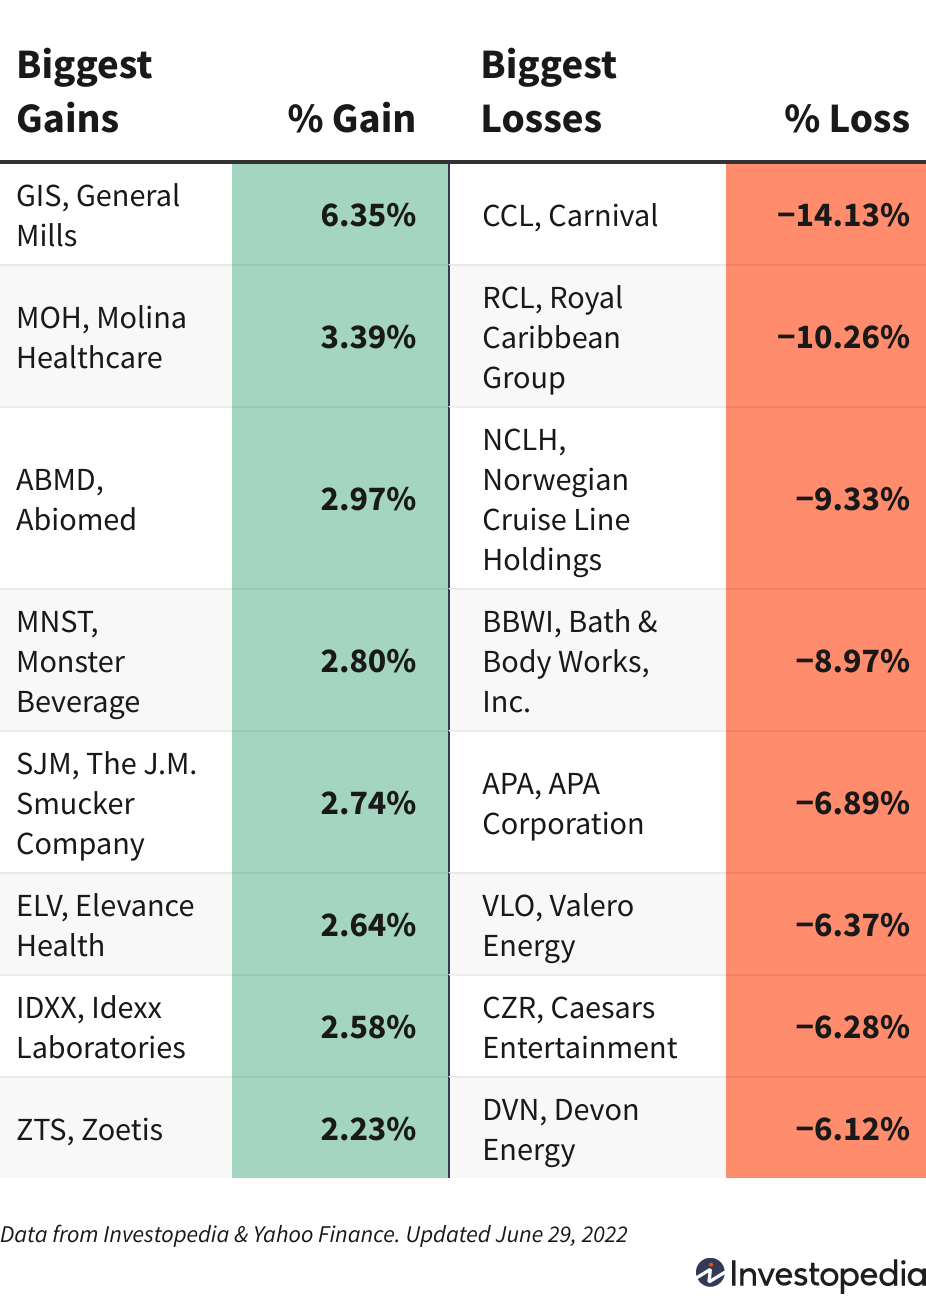 Biggest
Gains
% Gain
Biggest
Losses
% Loss
GIS, General
Mills
6.35%
CCL, Carnival
−14.13%
MOH, Molina
Healthcare
3.39%
RCL, Royal
Caribbean
Group
−10.26%
ABMD,
Abiomed
2.97%
NCLH,
Norwegian
Cruise Line
Holdings
−9.33%
MNST,
Monster
Beverage
2.80%
BBWI, Bath &
Body Works,
Inc.
−8.97%
SJM, The J.M.
Smucker
Company
2.74%
APA, APA
Corporation
−6.89%
ELV, Elevance
Health
2.64%
VLO, Valero
Energy
−6.37%
IDXX, Idexx
Laboratories
2.58%
CZR, Caesars
Entertainment
−6.28%
ZTS, Zoetis
2.23%
DVN, Devon
Energy
−6.12%
Data from Investopedia & Yahoo Finance. Updated June 29, 2022
Investopedia